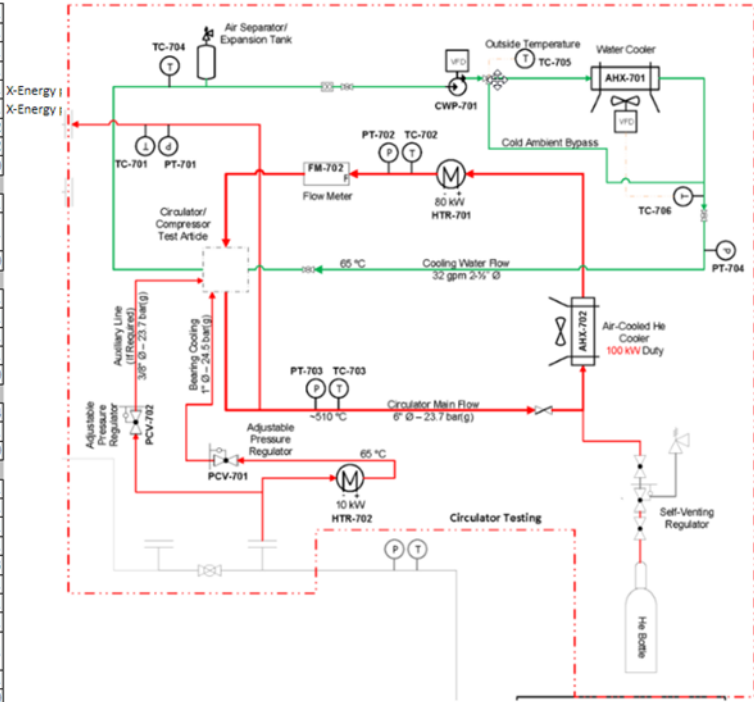 Air Separator/
Expansion Tank
TC-704
T
VFD
CWP-701
Outside Temperature
T
TC-705
Water Cooler
AHX-701
VFD
X-Energy
X-Energy
T
P
TC-701
PT-701
PT-702
TC-702
P
T
FM-702
F
Flow Meter
M
- +
80 kW
HTR-701
Cold Ambient Bypass
T
TC-706
P
PT-704
Circulator/
Compressor
Test Article
65 ºC
Cooling Water Flow
32 gpm 2-½" Ø
Auxiliary Line
(If Required)
3/8" Ø – 23.7 bar(g)
Bearing Cooling
1" Ø – 24.5 bar(g)
AHX-702
Air-Cooled He
Cooler
100 kW Duty
PT-703
TC-703
P
T
~510 ºC
Circulator Main Flow
6" Ø – 23.7 bar(g)
Adjustable
Pressure
Regulator
PCV-702
Adjustable
Pressure
Regulator
PCV-701
65 ºC
M
- +
10 kW
HTR-702
Circulator Testing
P
T
Self-Venting
Regulator
He Bottle